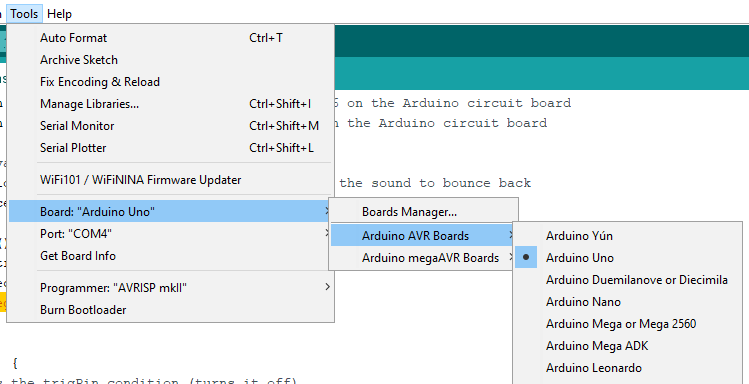 Tools Help
Auto Format Ctrl+T
Archive Sketch
Fix Encoding & Reload
Manage Libraries... Ctrl+Shift+I
on the Arduino circuit board
Serial Monitor Ctrl+Shift+M
the Arduino circuit board
Serial Plotter Ctrl+Shift+L
WiFi101 / WiFiNINA Firmware Updater
the sound to bounce back
Board: "Arduino Uno"
Boards Manager...
Port: "COM4"
Arduino AVR Boards
Arduino Yún
Get Board Info
Arduino megaAVR Boards
Arduino Uno
Arduino Duemilanove or Diecimila
Programmer: "AVRISP mkII"
Arduino Nano
Burn Bootloader
Arduino Mega or Mega 2560
Arduino Mega ADK
{
Arduino Leonardo
the trigPin condition (turns it off)